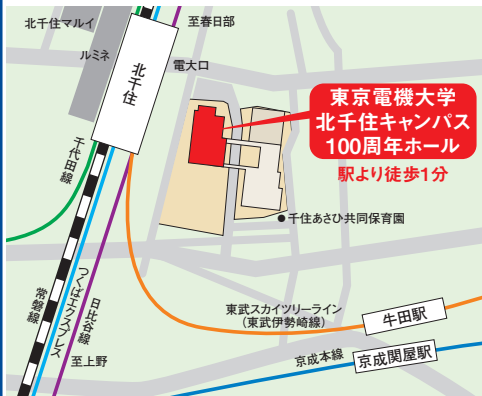 北千住マルイ
至春日部
ルミネ
電大口
北千住
東京電機大学
北千住キャンパス
100周年ホール
駅より徒歩1分
千代田線
千住あさひ共同保育園
常磐線
つくばエクスプレス
日比谷線
至上野
東武スカイツリーライン
(東武伊勢崎線)
牛田駅
京成本線
京成関屋駅